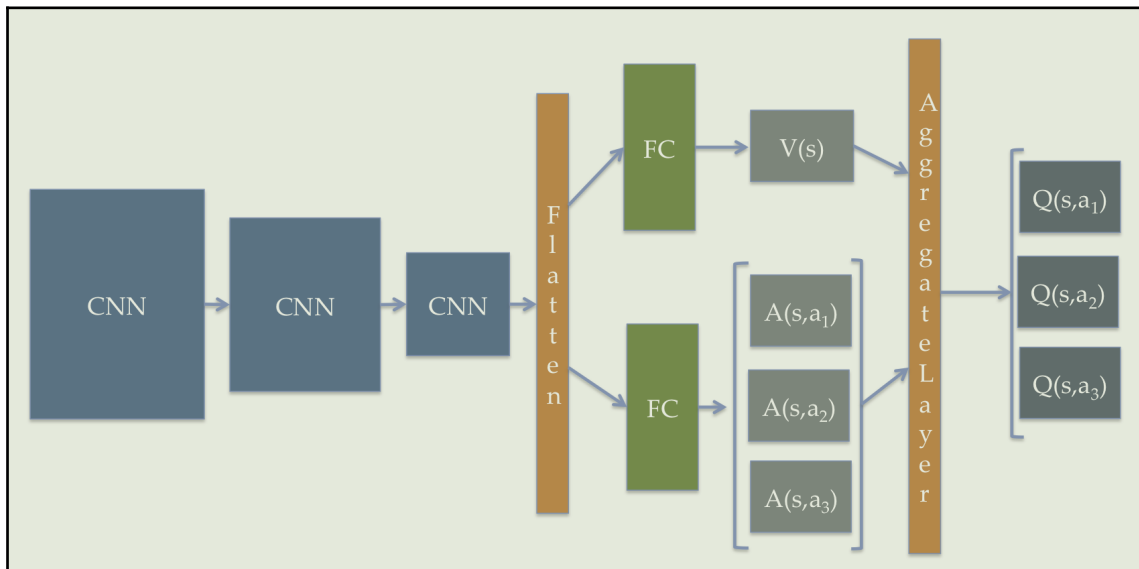 CNN
CNN
CNN
Flatten
FC
V(s)
FC
A(s,a₁)
A(s,a₂)
A(s,a₃)
AggregateLayer
Q(s,a₁)
Q(s,a₂)
Q(s,a₃)